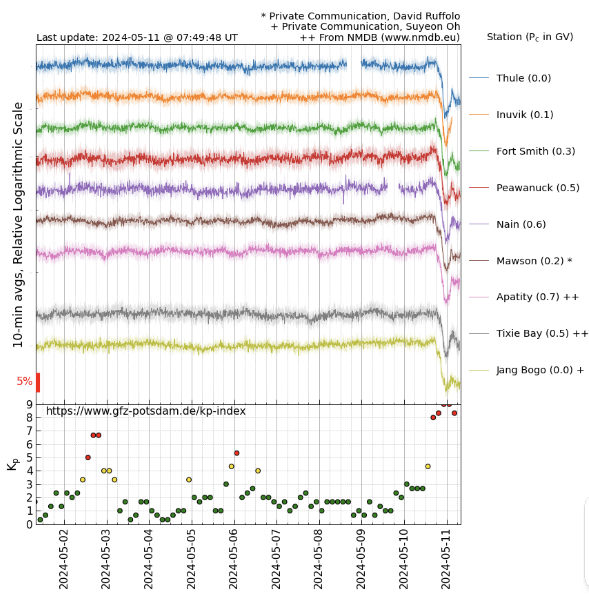 * Private Communication, David Ruffolo
+ Private Communication, Suyeon Oh
Last update: 2024-05-11 @ 07:49:48 UT
++ From NMDB (www.nmdb.eu)
Station (P_C in GV)
Thule (0.0)
Inuvik (0.1)
Fort Smith (0.3)
Peawanuck (0.5)
Nain (0.6)
Mawson (0.2) *
Apatity (0.7) ++
Tixie Bay (0.5) ++
Jang Bogo (0.0) +
10-min avgs, Relative Logarithmic Scale
5%
https://www.gfz-potsdam.de/kp-index
K_p
9
8
7
6
5
4
3
2
1
0
2024-05-02
2024-05-03
2024-05-04
2024-05-05
2024-05-06
2024-05-07
2024-05-08
2024-05-09
2024-05-10
2024-05-11